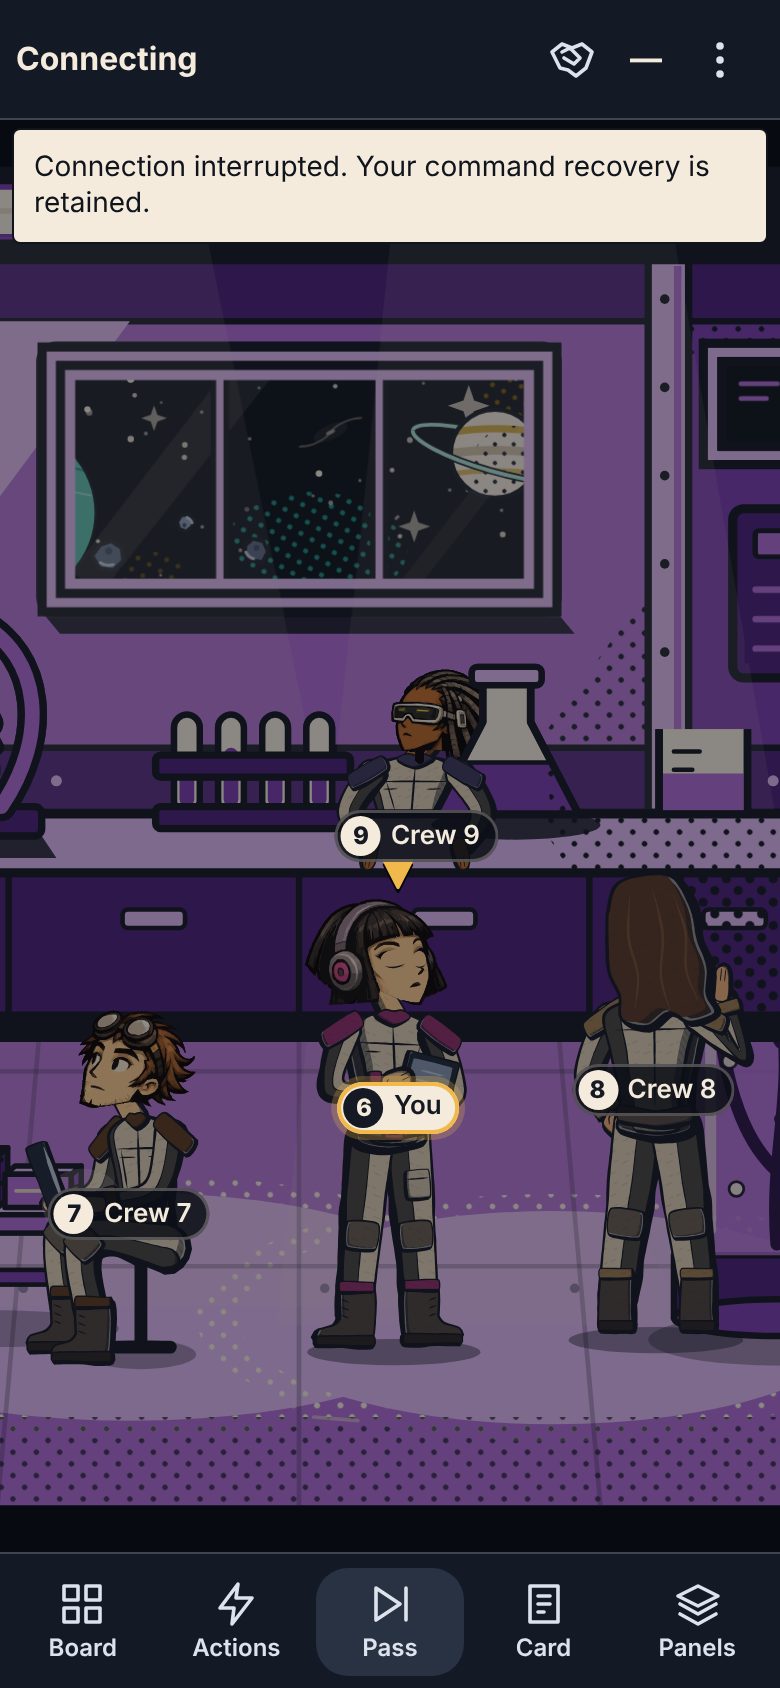 Connecting
Connection interrupted. Your command recovery is
retained.
9 Crew 9
6 You
8 Crew 8
7 Crew 7
Board
Actions
Pass
Card
Panels